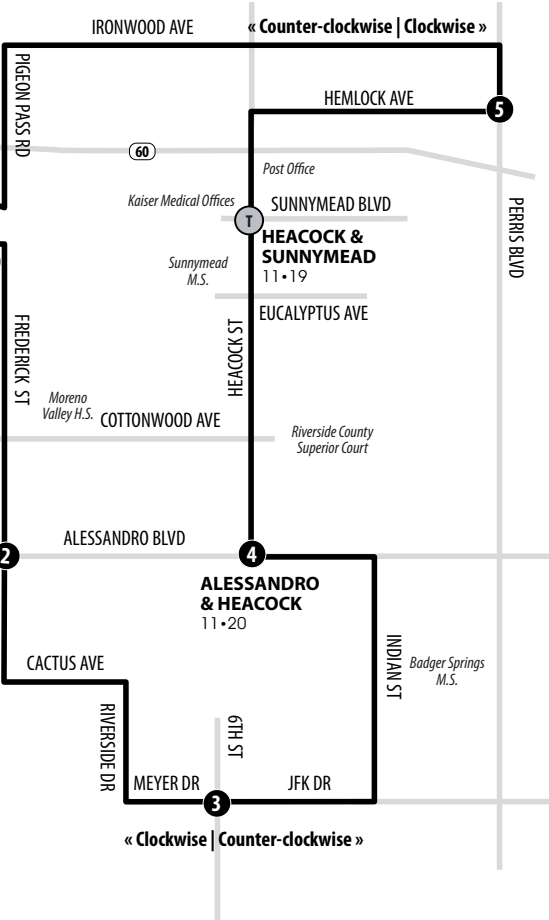 IRONWOOD AVE
« Counter-clockwise | Clockwise »
PIGEON PASS RD
HEMLOCK AVE
5
60
Post Office
Kaiser Medical Offices
SUNNYMEAD BLVD
PERRIS BLVD
T
HEACOCK &
SUNNYMEAD
11•19
Sunnymead
M.S.
EUCALYPTUS AVE
FREDERICK ST
HEACOCK ST
Moreno
Valley H.S.
COTTONWOOD AVE
Riverside County
Superior Court
ALESSANDRO BLVD
2
4
ALESSANDRO
& HEACOCK
11•20
INDIAN ST
Badger Springs
M.S.
CACTUS AVE
RIVERSIDE DR
6TH ST
MEYER DR
JFK DR
3
« Clockwise | Counter-clockwise »